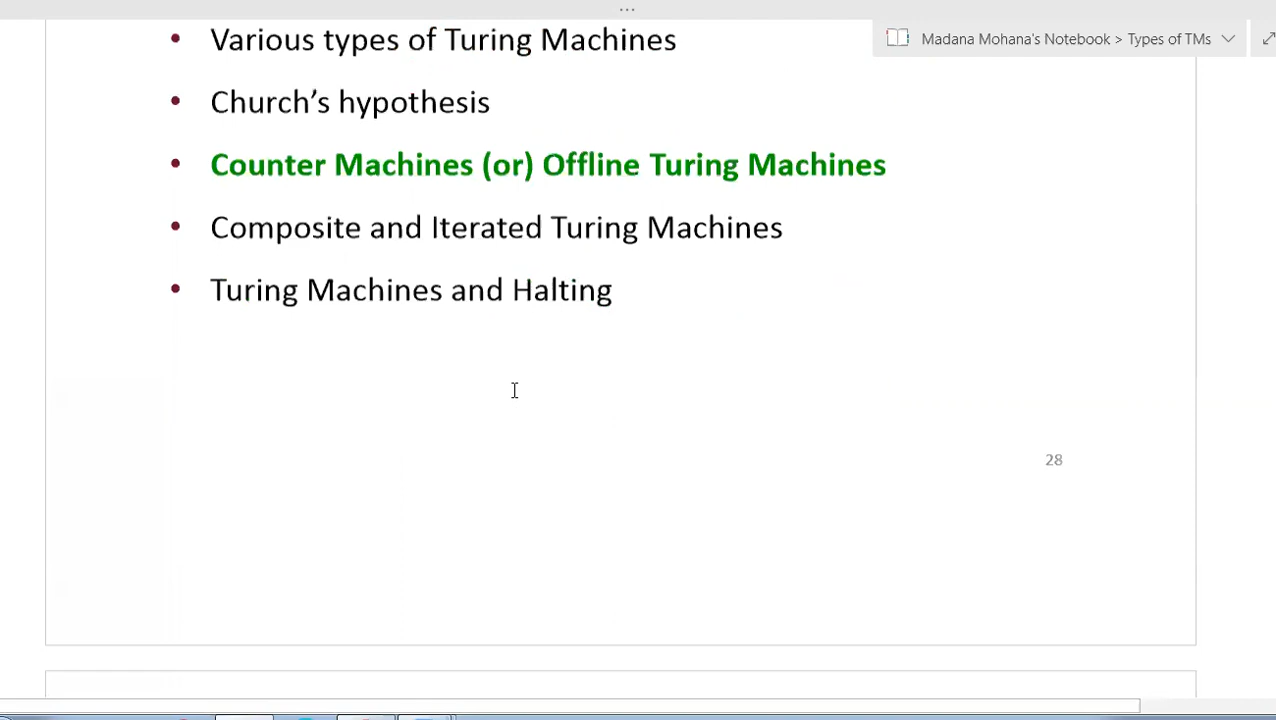 ...
• Various types of Turing Machines
Madana Mohana's Notebook > Types of TMs
• Church’s hypothesis
• Counter Machines (or) Offline Turing Machines
• Composite and Iterated Turing Machines
• Turing Machines and Halting
28